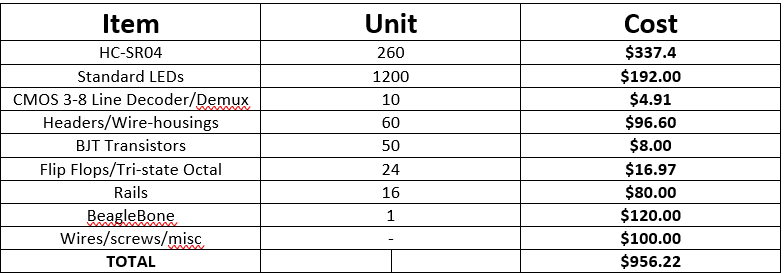 Item Unit Cost
HC-SR04 260 $337.4
Standard LEDs 1200 $192.00
CMOS 3-8 Line Decoder/Demux 10 $4.91
Headers/Wire-housings 60 $96.60
BJT Transistors 50 $8.00
Flip Flops/Tri-state Octal 24 $16.97
Rails 16 $80.00
BeagleBone 1 $120.00
Wires/screws/misc - $100.00
TOTAL $956.22